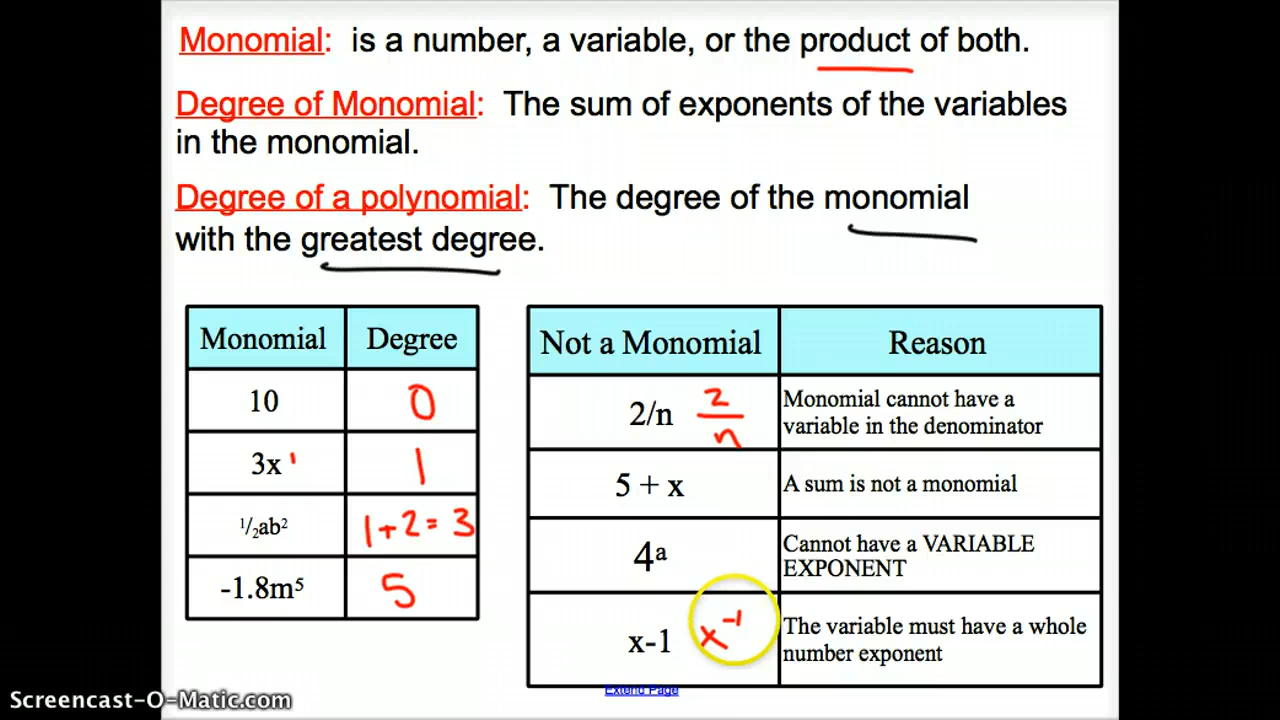 Monomial: is a number, a variable, or the product of both.
Degree of Monomial: The sum of exponents of the variables
in the monomial.
Degree of a polynomial: The degree of the monomial
with the greatest degree.
Monomial Degree
10 0
3x ¹ 1
¹/₂ab² 1+2=3
-1.8m⁵ 5
Not a Monomial Reason
2/n 2/n Monomial cannot have a
variable in the denominator
5 + x A sum is not a monomial
4ᵃ Cannot have a VARIABLE
EXPONENT
x-1 x⁻¹ The variable must have a whole
number exponent
Extend Page
Screencast-O-Matic.com